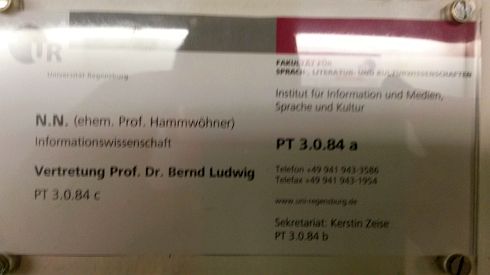 UR
Universität Regensburg
FAKULTÄT FÜR
SPRACH-, LITERATUR- UND KULTURWISSENSCHAFTEN
Institut für Information und Medien,
Sprache und Kultur
N.N. (ehem. Prof. Hammwöhner)
Informationswissenschaft
Vertretung Prof. Dr. Bernd Ludwig
PT 3.0.84 c
PT 3.0.84 a
Telefon +49 941 943-3586
Telefax +49 941 943-1954
www.uni-regensburg.de
Sekretariat: Kerstin Zeise
PT 3.0.84 b